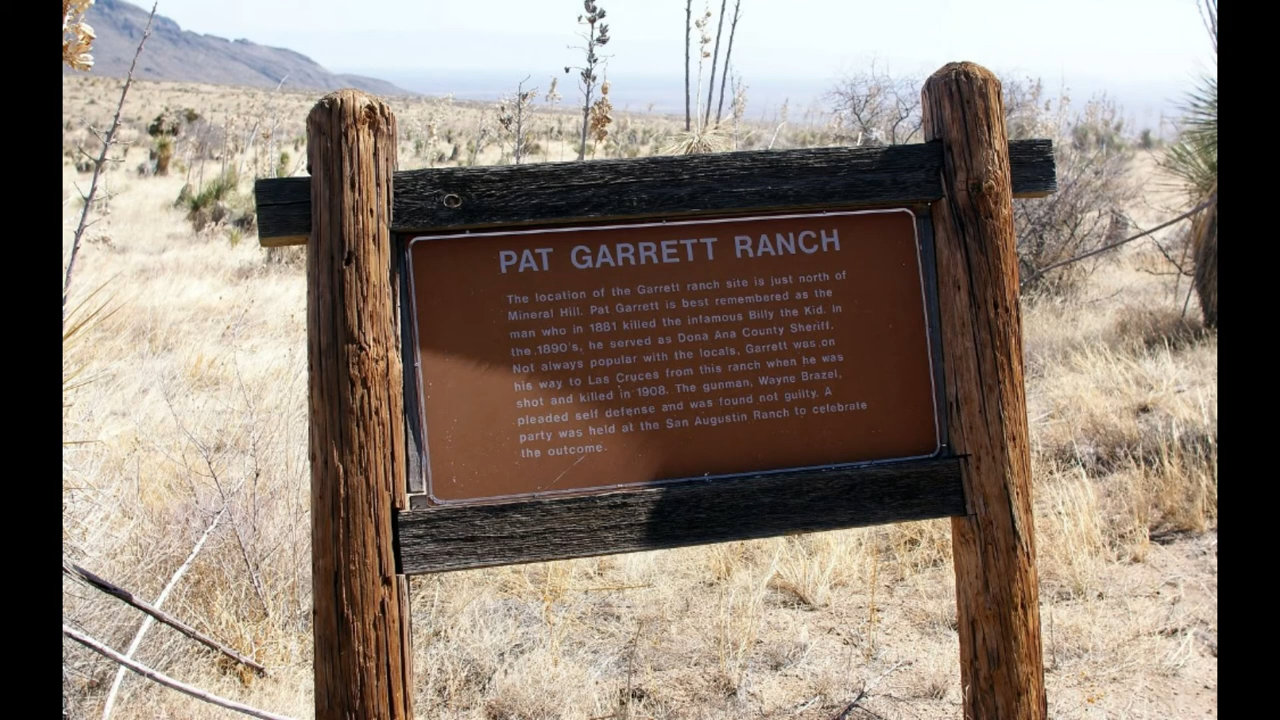 PAT GARRETT RANCH
The location of the Garrett ranch site is just north of
Mineral Hill. Pat Garrett is best remembered as the
man who in 1881 killed the infamous Billy the Kid. In
the 1890's, he served as Dona Ana County Sheriff.
Not always popular with the locals, Garrett was on
his way to Las Cruces from this ranch when he was
shot and killed in 1908. The gunman, Wayne Brazel,
pleaded self defense and was found not guilty. A
party was held at the San Augustin Ranch to celebrate
the outcome.